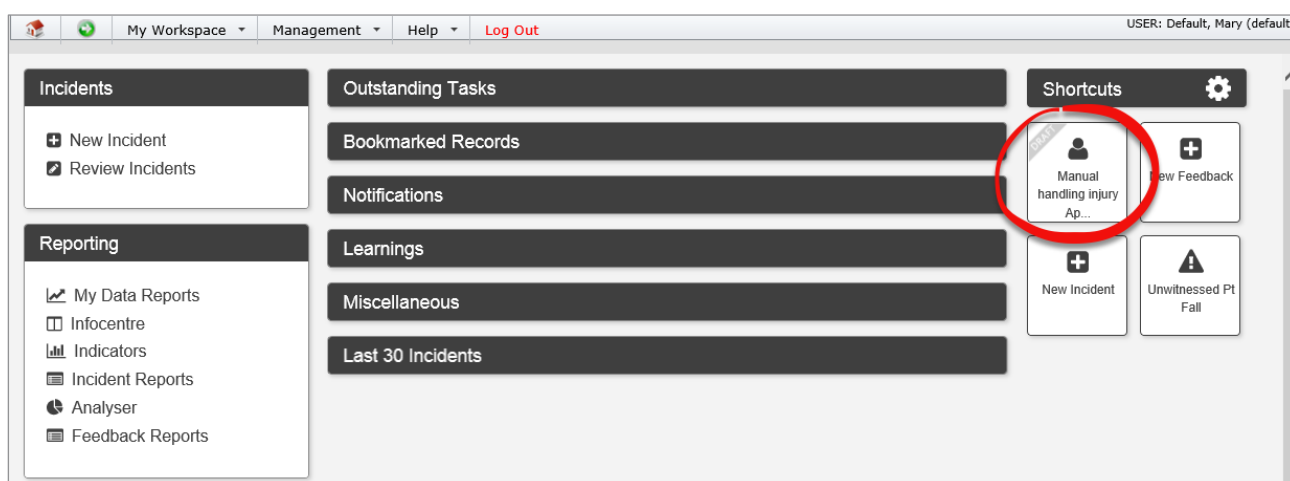 My Workspace Management Help Log Out
USER: Default, Mary (default
Incidents
New Incident
Review Incidents
Reporting
My Data Reports
Infocentre
Indicators
Incident Reports
Analyser
Feedback Reports
Outstanding Tasks
Bookmarked Records
Notifications
Learnings
Miscellaneous
Last 30 Incidents
Shortcuts
DRAFT
Manual
handling injury
Ap...
New Feedback
New Incident
Unwitnessed Pt
Fall